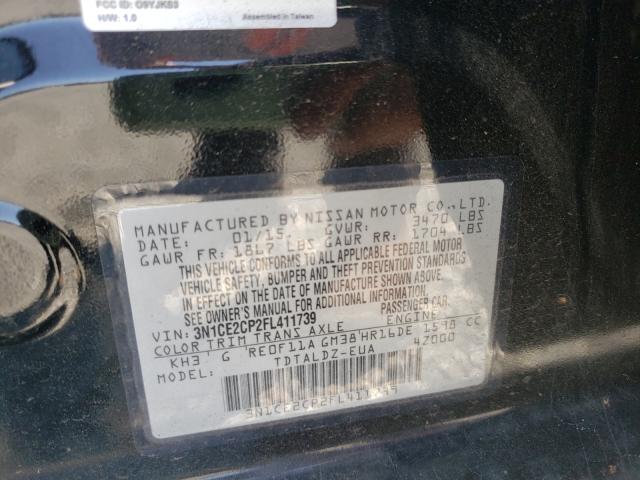 FCC ID: O9YJKS3
H/W: 1.0 Assembled in Taiwan
MANUFACTURED BY NISSAN MOTOR CO.,LTD.
DATE: 01/15 GVWR: 3470 LBS
GAWR FR: 1867 LBS GAWR RR: 1704 LBS
THIS VEHICLE CONFORMS TO ALL APPLICABLE FEDERAL MOTOR
VEHICLE SAFETY, BUMPER AND THEFT PREVENTION STANDARDS
IN EFFECT ON THE DATE OF MANUFACTURE SHOWN ABOVE.
SEE OWNER'S MANUAL FOR ADDITIONAL INFORMATION.
VIN: 3N1CE2CP2FL411739 PASSENGER CAR
COLOR TRIM TRANS AXLE ENGINE
KH3 G RE0F11A GM38 HR16DE 1598 CC
MODEL: TDTALDZ-EUA 4Z000